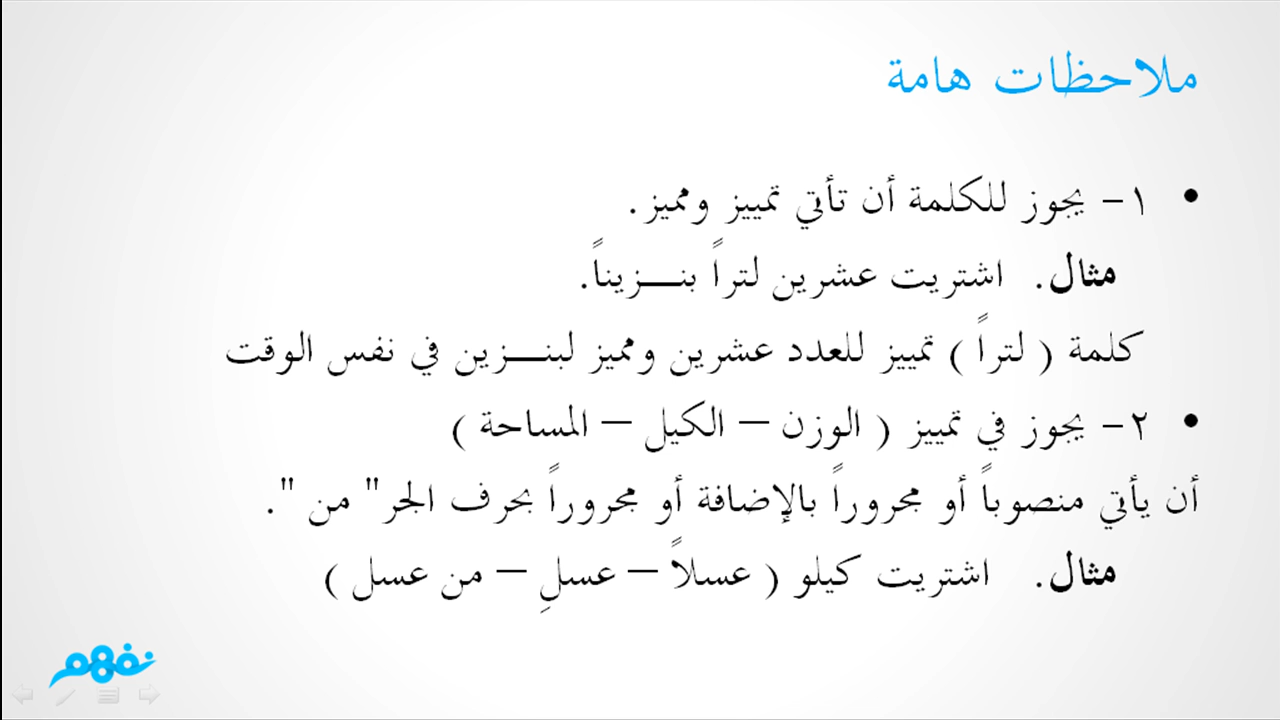 ملاحظات هامة
• ١- يجوز للكلمة أن تأتي تمييز ومميز.
مثال. اشتريت عشرين لتراً بنـــزيناً.
كلمة ( لتراً ) تمييز للعدد عشرين ومميز لبنـــزين في نفس الوقت
• ٢- يجوز في تمييز ( الوزن – الكيل – المساحة )
أن يأتي منصوباً أو مجروراً بالإضافة أو مجروراً بحرف الجر" من ".
مثال. اشتريت كيلو ( عسلاً – عسلِ – من عسل )
نفهم